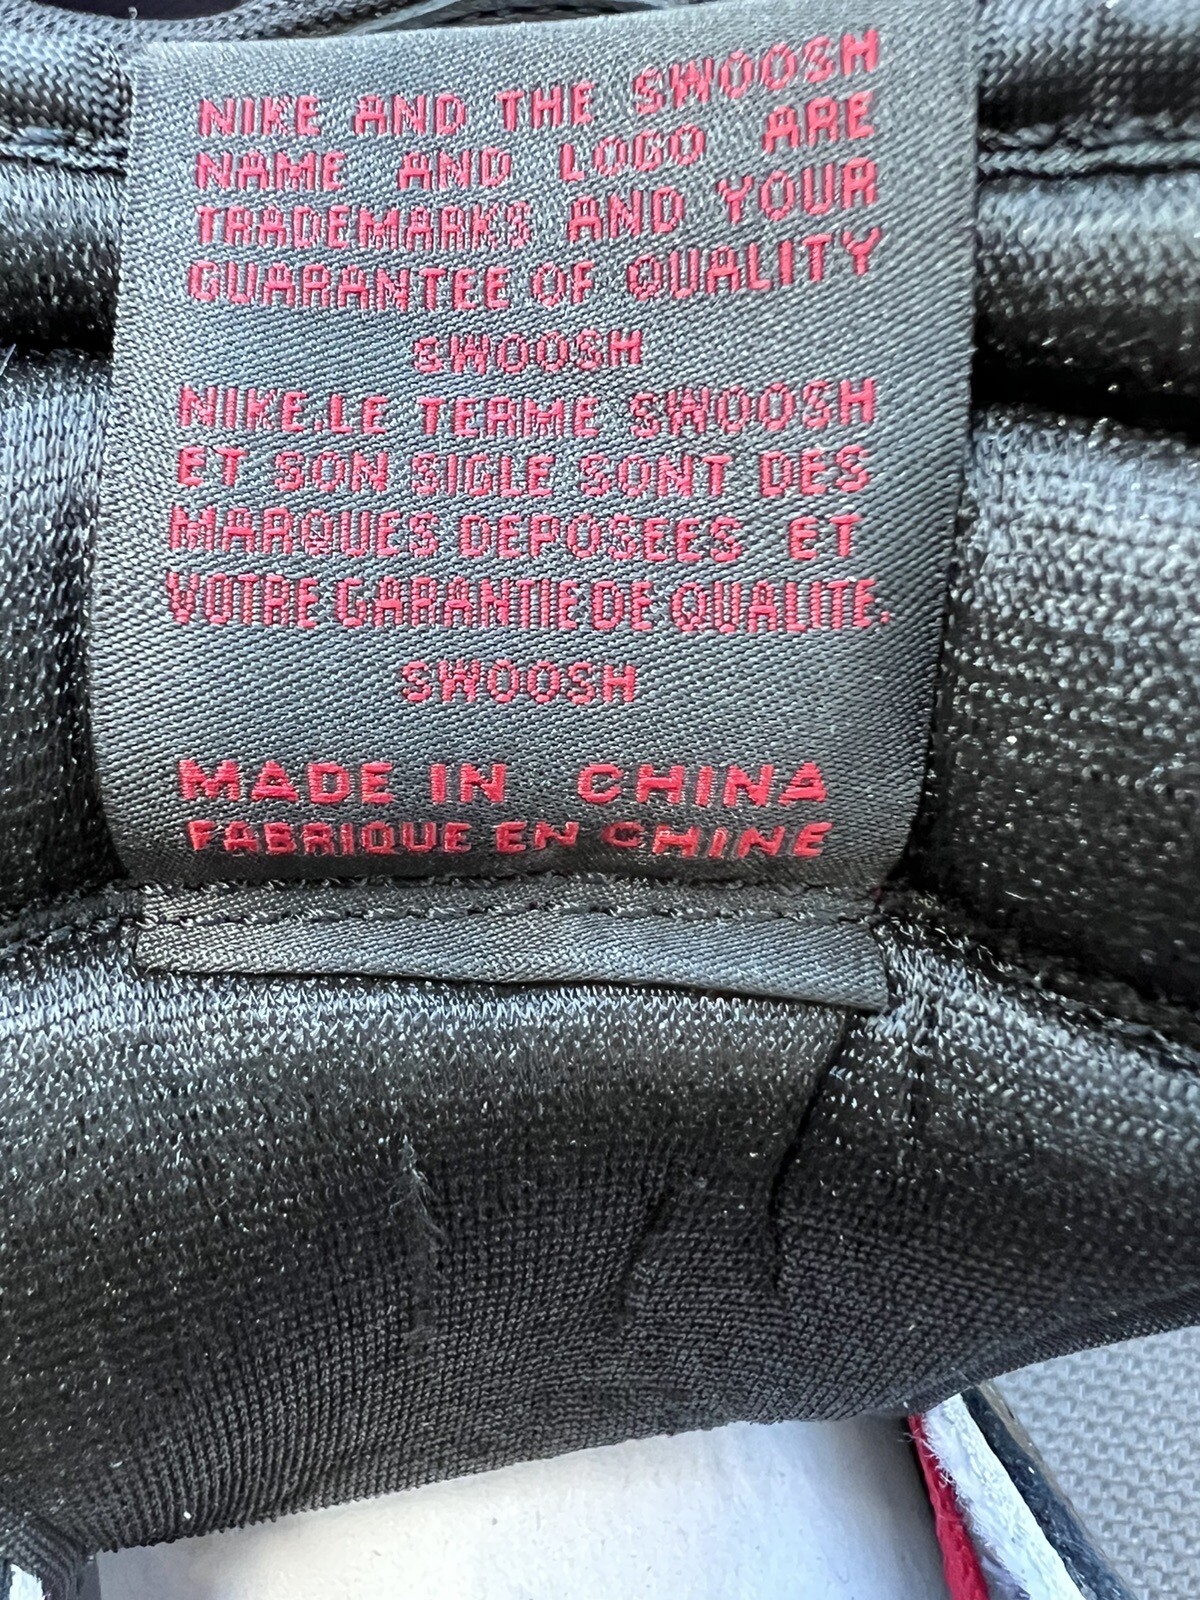 NIKE AND THE SWOOSH
NAME AND LOGO ARE
TRADEMARKS AND YOUR
GUARANTEE OF QUALITY
SWOOSH
NIKE.LE TERME SWOOSH
ET SON SIGLE SONT DES
MARQUES DEPOSEES ET
VOTRE GARANTIE DE QUALITE.
SWOOSH
MADE IN CHINA
FABRIQUE EN CHINE